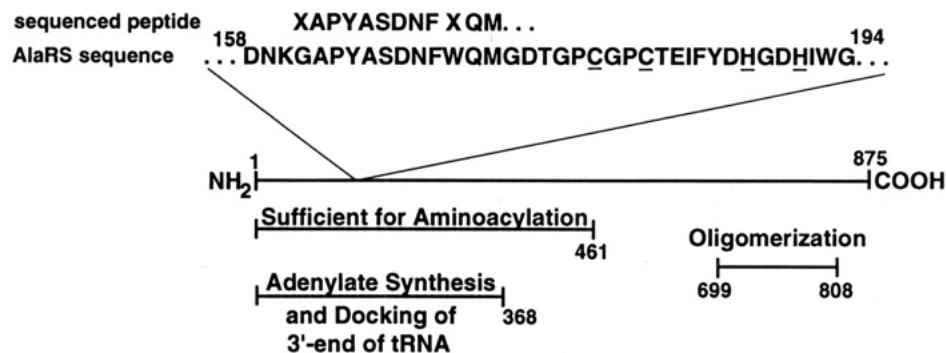 sequenced peptide XAPYASDNF XQM...
158 194
AlaRS sequence ...DNKGAPYASDNFWQMGDTGPCGPCTEIFYDHGDHIWG...
1 875
NH2 COOH
Sufficient for Aminoacylation
461
Oligomerization
699 808
Adenylate Synthesis
368
and Docking of
3'-end of tRNA